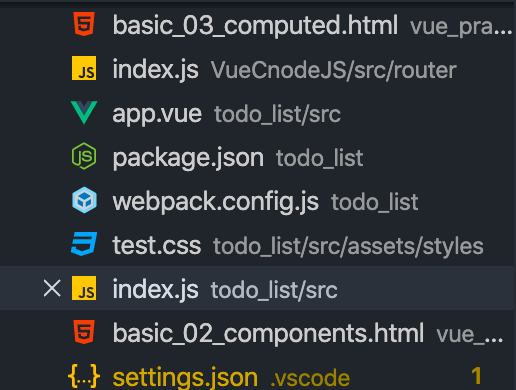 basic_03_computed.html vue_pra...
JS index.js VueCnodeJS/src/router
app.vue todo_list/src
JS package.json todo_list
webpack.config.js todo_list
test.css todo_list/src/assets/styles
JS index.js todo_list/src
basic_02_components.html vue_...
{..} settings.json .vscode 1